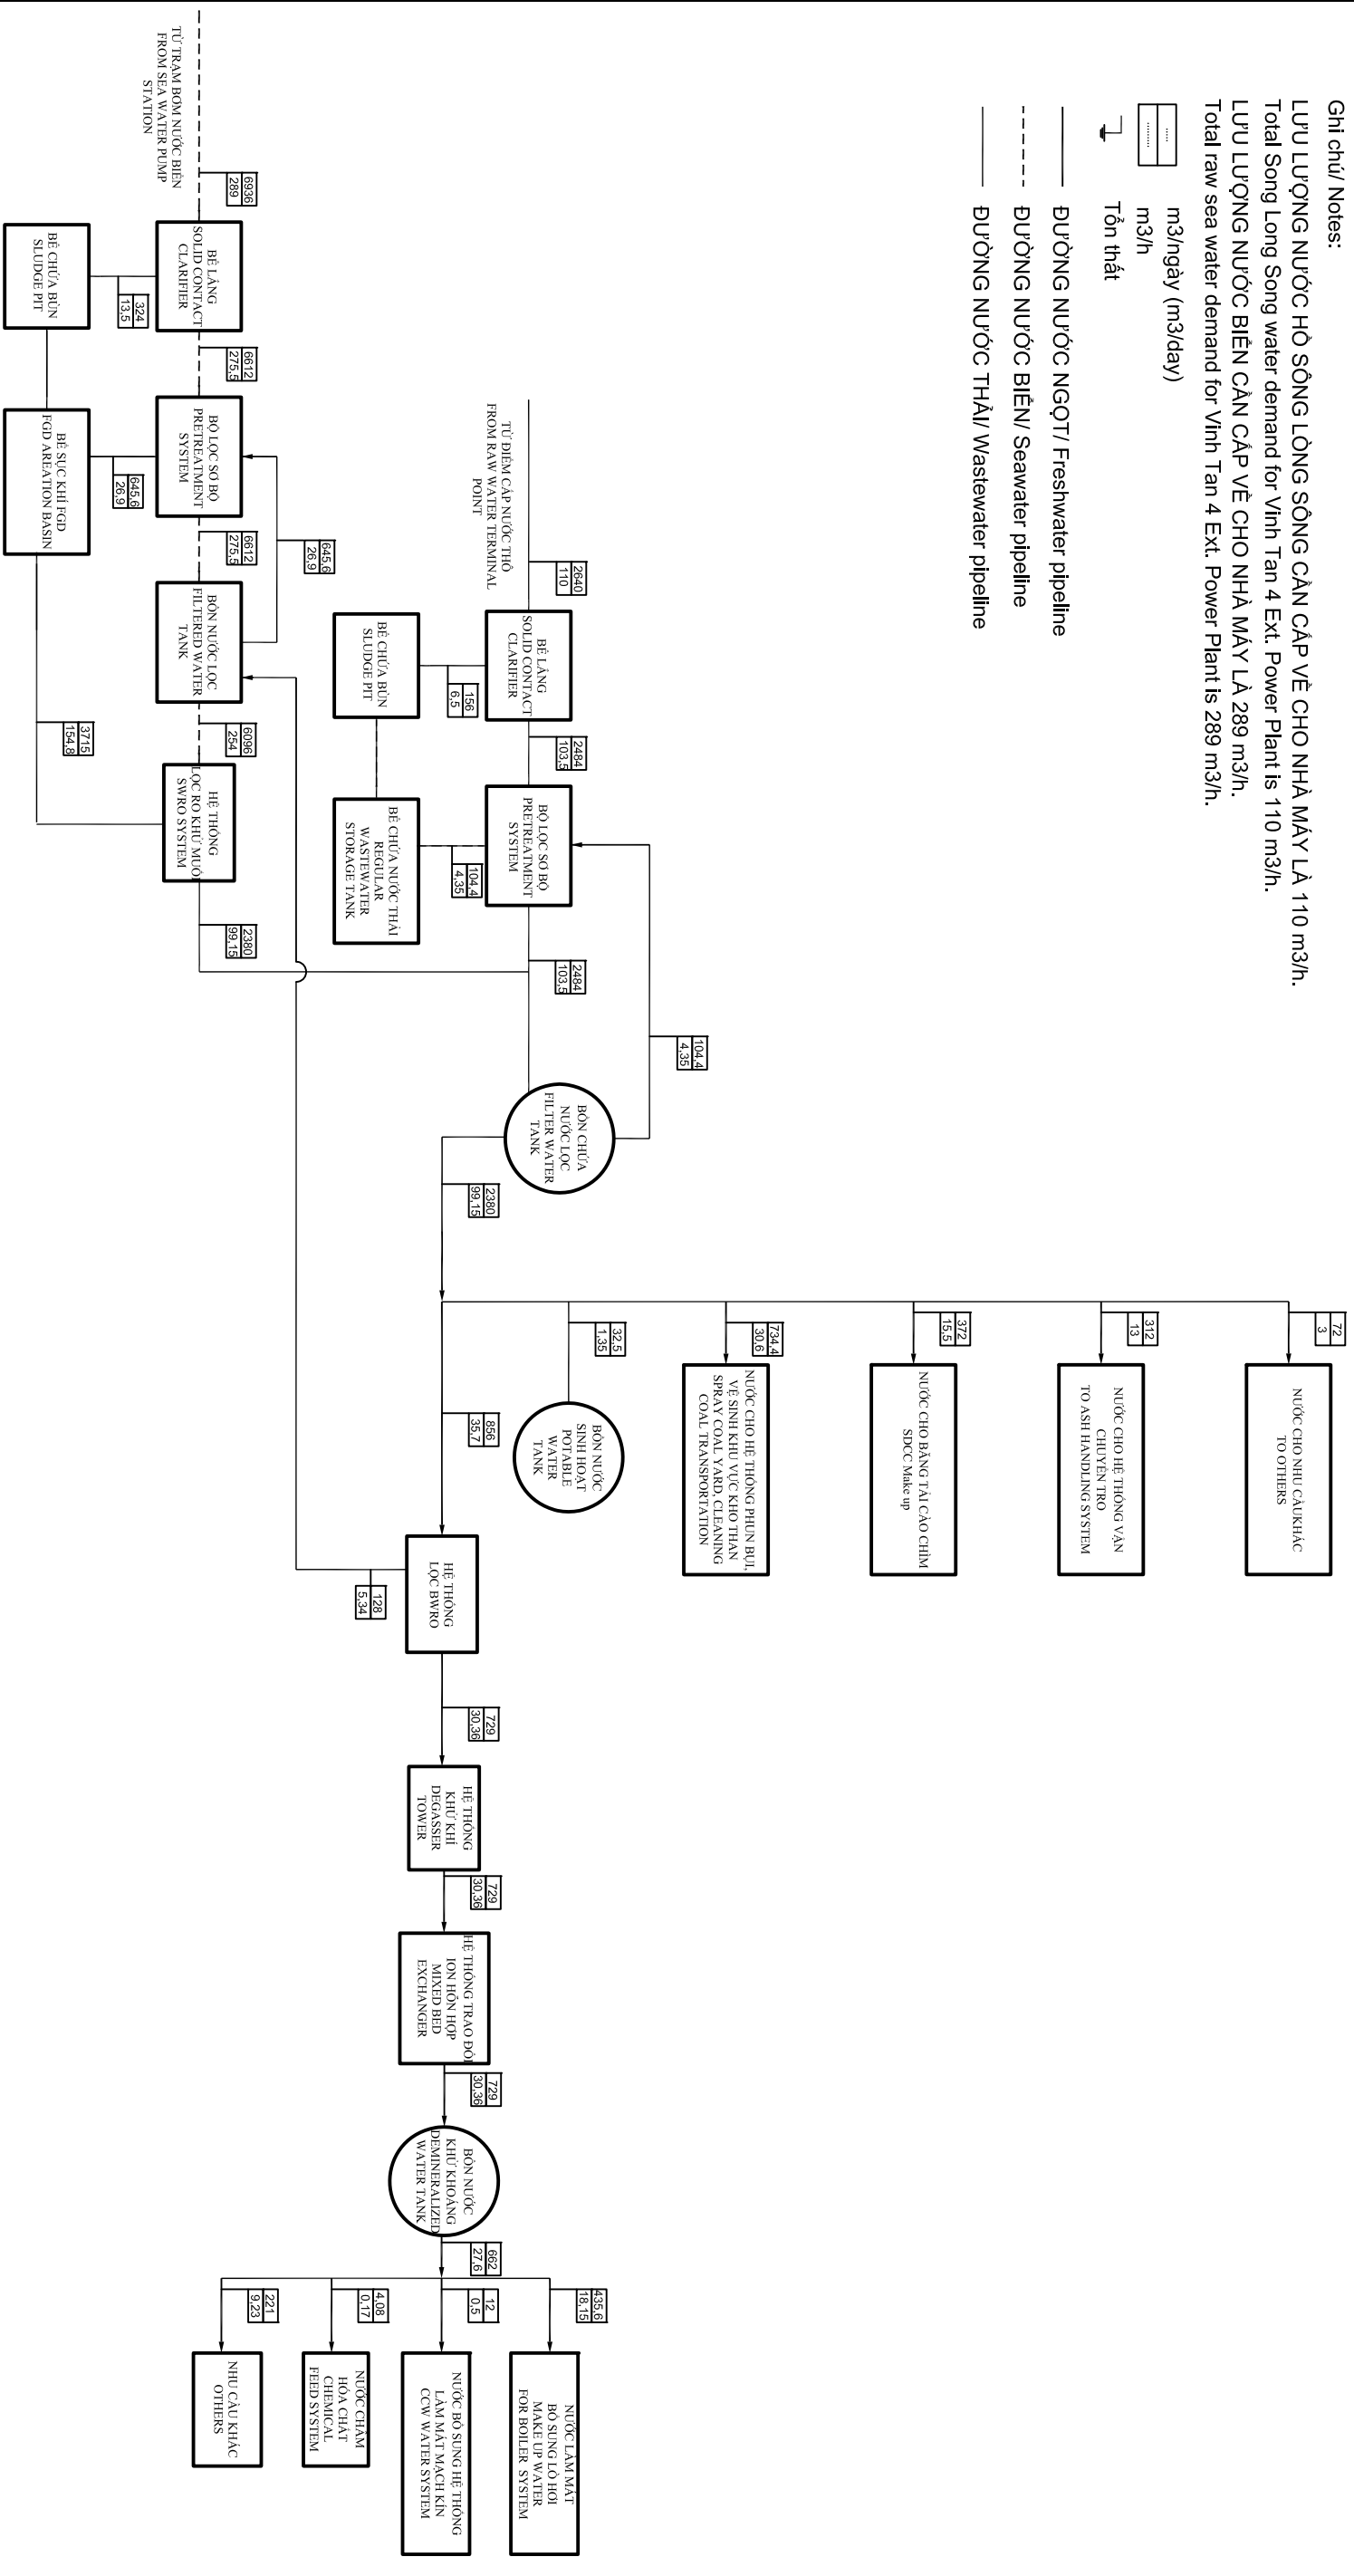 Ghi chú/ Notes:
LƯU LƯỢNG NƯỚC HỒ SÔNG LÒNG SÔNG CẦN CẤP VỀ CHO NHÀ MÁY LÀ 110 m3/h.
Total Song Long Song water demand for Vinh Tan 4 Ext. Power Plant is 110 m3/h.
LƯU LƯỢNG NƯỚC BIỂN CẦN CẤP VỀ CHO NHÀ MÁY LÀ 289 m3/h.
Total raw sea water demand for Vinh Tan 4 Ext. Power Plant is 289 m3/h.
..... m3/ngày (m3/day)
......... m3/h
Tổn thất
ĐƯỜNG NƯỚC NGỌT/ Freshwater pipeline
ĐƯỜNG NƯỚC BIỂN/ Seawater pipeline
ĐƯỜNG NƯỚC THẢI/ Wastewater pipeline
72
3
NƯỚC CHO NHU CẦUKHÁC
TO OTHERS
312
13
NƯỚC CHO HỆ THỐNG VẬN
CHUYỂN TRO
TO ASH HANDLING SYSTEM
372
15,5
NƯỚC CHO BĂNG TẢI CÀO CHÌM
SDCC Make up
734,4
30,6
NƯỚC CHO HỆ THỐNG PHUN BỤI,
VỆ SINH KHU VỰC KHO THAN
SPRAY COAL YARD, CLEANING
COAL TRANSPORTATION
32,5
1,35
BỒN NƯỚC
SINH HOẠT
POTABLE
WATER
TANK
104,4
4,35
TỪ ĐIỂM CẤP NƯỚC THÔ
FROM RAW WATER TERMINAL
POINT
2640
110
BỂ LẮNG
SOLID CONTACT
CLARIFIER
2484
103,5
BỘ LỌC SƠ BỘ
PRETREATMENT
SYSTEM
2484
103,5
BỒN CHỨA
NƯỚC LỌC
FILTER WATER
TANK
2380
99,15
856
35,7
156
6,5
104,4
4,35
BỂ CHỨA BÙN
SLUDGE PIT
BỂ CHỨA NƯỚC THẢI
REGULAR
WASTEWATER
STORAGE TANK
HỆ THỐNG
LỌC BWRO
128
5,34
729
30,36
HỆ THỐNG
KHỬ KHÍ
DEGASSER
TOWER
729
30,36
HỆ THỐNG TRAO ĐỔI
ION HỖN HỢP
MIXED BED
EXCHANGER
729
30,36
BỒN NƯỚC
KHỬ KHOÁNG
DEMINERALIZED
WATER TANK
662
27,6
435,6
18,15
NƯỚC LÀM MÁT
BỔ SUNG LÒ HƠI
MAKE UP WATER
FOR BOILER SYSTEM
12
0,5
NƯỚC BỔ SUNG HỆ THỐNG
LÀM MÁT MẠCH KÍN
CCW WATER SYSTEM
4,08
0,17
NƯỚC CHÂM
HÓA CHẤT
CHEMICAL
FEED SYSTEM
221
9,23
NHU CẦU KHÁC
OTHERS
645,6
26,9
TỪ TRẠM BƠM NƯỚC BIỂN
FROM SEA WATER PUMP
STATION
6936
289
BỂ LẮNG
SOLID CONTACT
CLARIFIER
6612
275,5
BỘ LỌC SƠ BỘ
PRETREATMENT
SYSTEM
6612
275,5
BỒN NƯỚC LỌC
FILTERED WATER
TANK
6096
254
HỆ THỐNG
LỌC RO KHỬ MUỐI
SWRO SYSTEM
2380
99,15
324
13,5
645,6
26,9
3715
154,8
BỂ CHỨA BÙN
SLUDGE PIT
BỂ SỤC KHÍ FGD
FGD AREATION BASIN